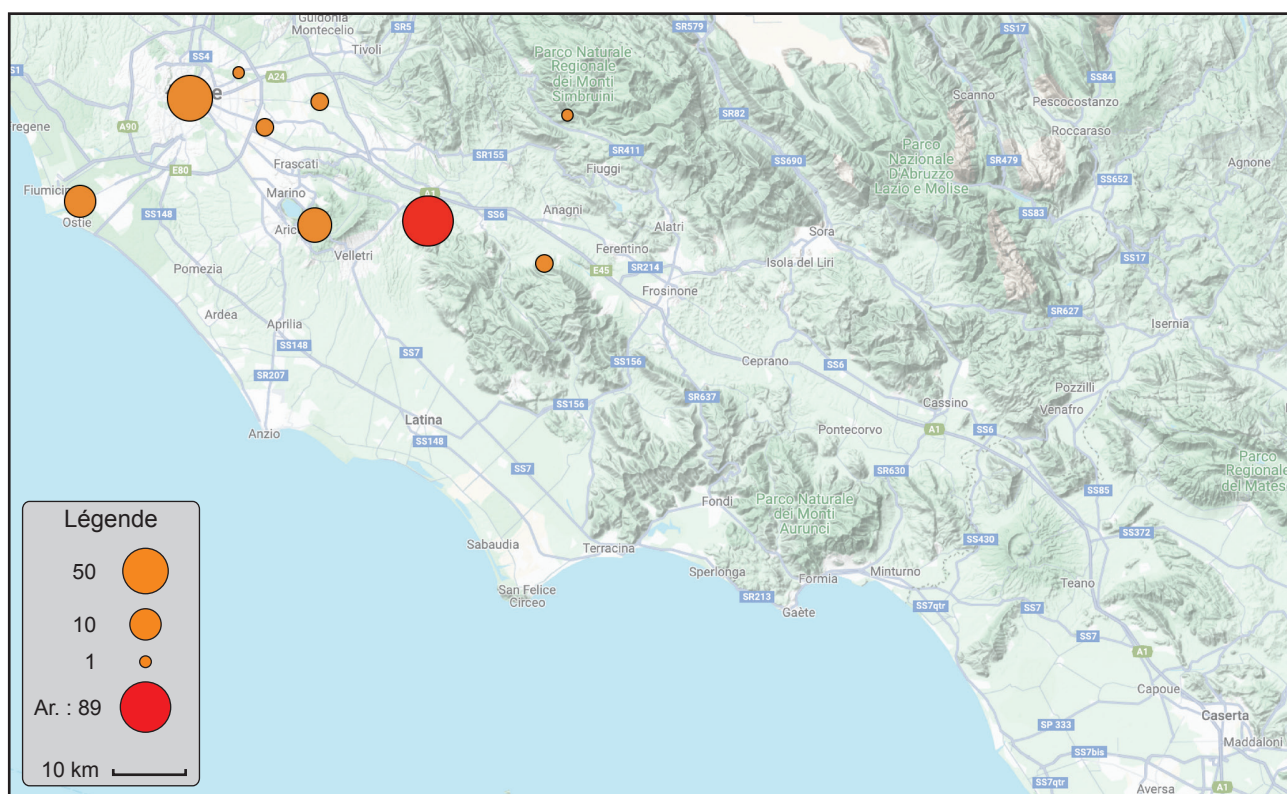 Guidonia
Montecelio
SR5
SR579
SS17
SS4
Tivoli
Parco Naturale
Regionale
dei Monti
Simbruini
SS84
SS1
A24
Scanno
Pescocostanzo
SR82
regene
A90
Roccaraso
Parco
Nazionale
D'Abruzzo
Lazio e Molise
SR155
SR411
SS690
SR479
Agnone
E80
Frascati
Fiuggi
SS652
Fiumicin
Marino
A1
Ostie
SS148
SS6
Anagni
SS83
Aric
Alatri
Sora
Velletri
Ferentino
SS17
Pomezia
E45
SR214
Isola del Liri
Frosinone
Ardea
Aprilia
SR627
Isernia
SS148
SS7
SS156
Ceprano
SS6
SR207
Pozzilli
SS156
SR637
Cassino
Venafro
Latina
Anzio
SS148
Pontecorvo
A1
SS6
SS7
SR630
Parco
Regionale
del Mates
SS85
Fondi
Parco Naturale
dei Monti
Aurunci
Légende
SS372
Sabaudia
Terracina
SS430
50
Sperlonga
Formia
Minturno
Teano
San Felice
Circeo
SR213
Gaète
SS7qtr
SS7
10
SS7
A1
1
Capoue
Ar. : 89
Caserta
SP 333
Maddaloni
SS7bis
10 km
SS7qtr
Aversa